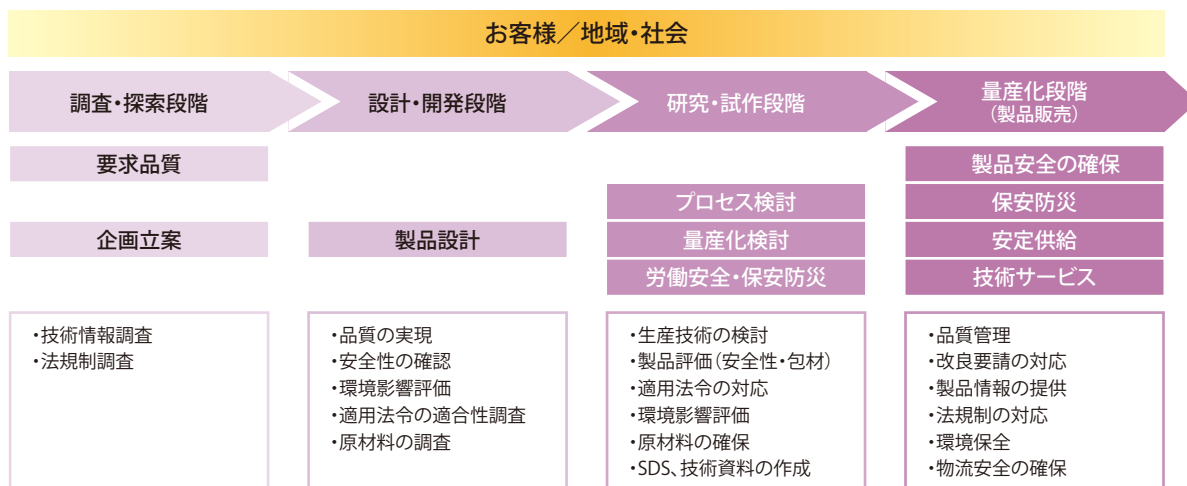 お客様／地域・社会
調査・探索段階
設計・開発段階
研究・試作段階
量産化段階
（製品販売）
要求品質
企画立案
製品設計
プロセス検討
量産化検討
労働安全・保安防災
製品安全の確保
保安防災
安定供給
技術サービス
・技術情報調査
・法規制調査
・品質の実現
・安全性の確認
・環境影響評価
・適用法令の適合性調査
・原材料の調査
・生産技術の検討
・製品評価（安全性・包材）
・適用法令の対応
・環境影響評価
・原材料の確保
・SDS、技術資料の作成
・品質管理
・改良要請の対応
・製品情報の提供
・法規制の対応
・環境保全
・物流安全の確保